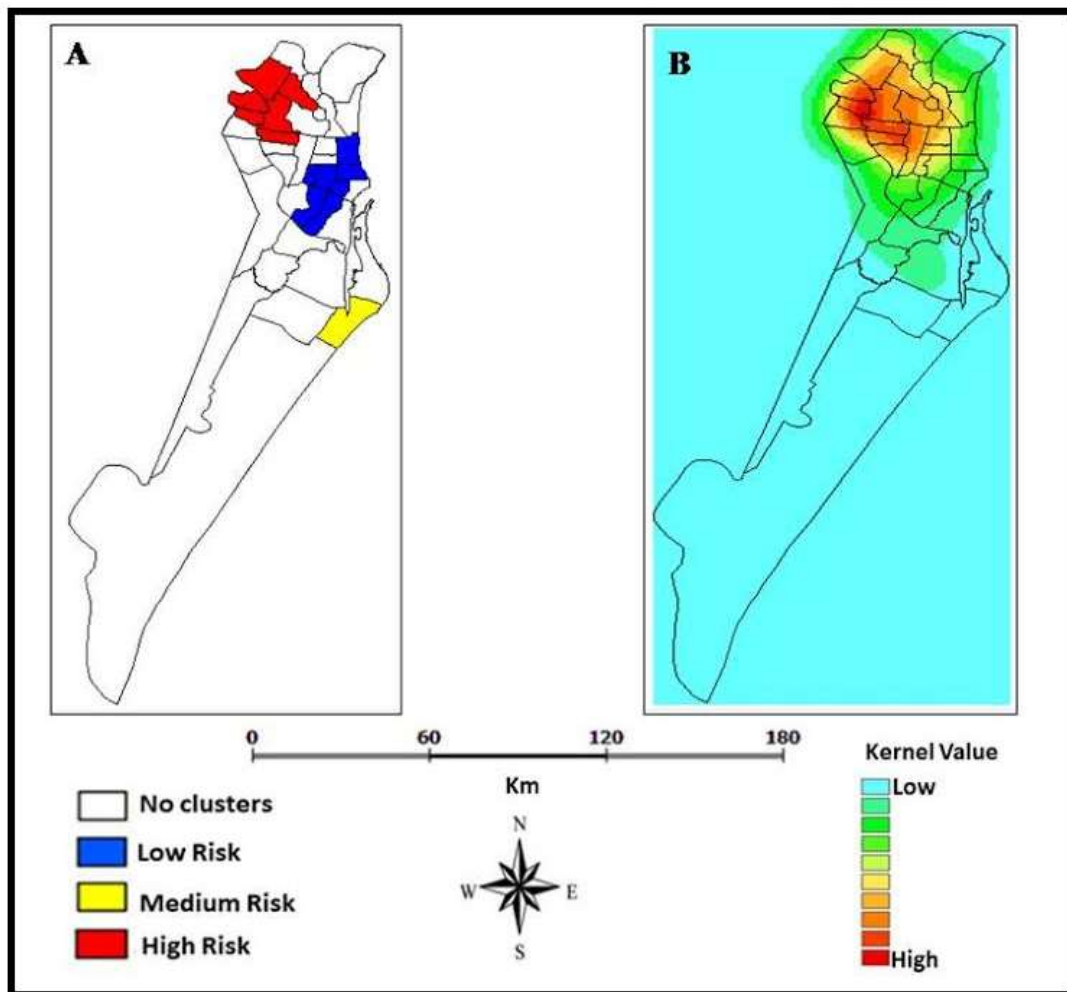 A
B
0 60 120 180
Km
Kernel Value
Low
High
No clusters
Low Risk
Medium Risk
High Risk
N
W E
S